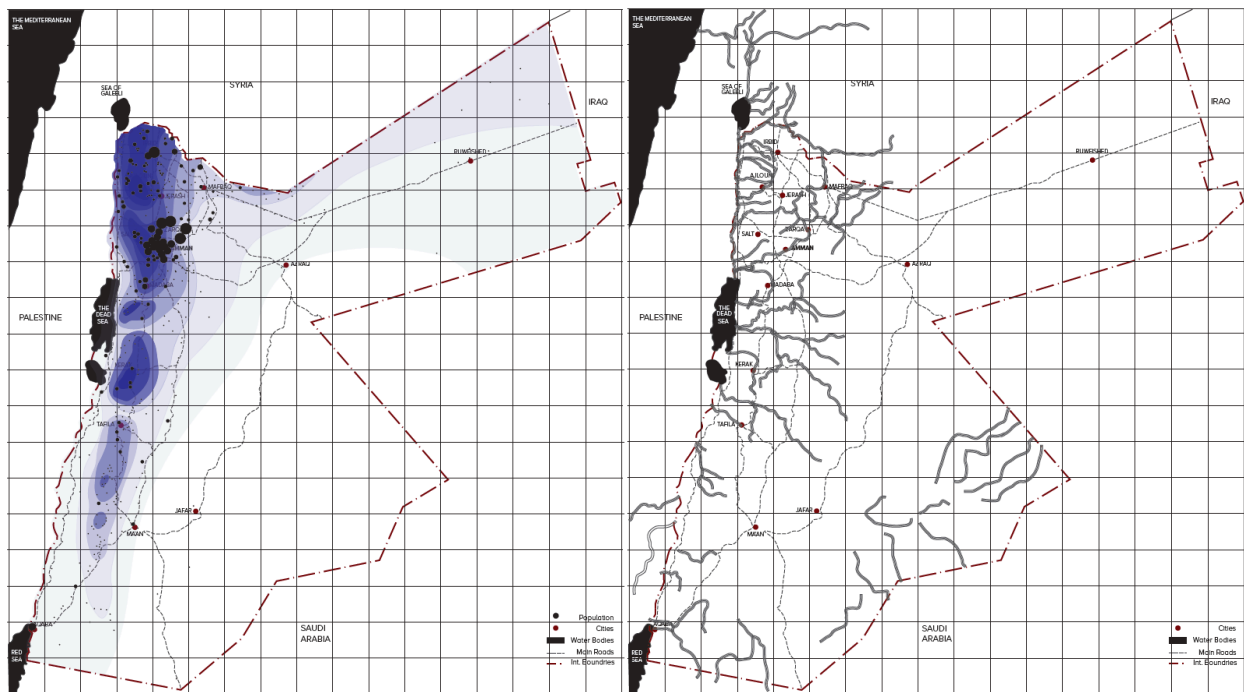 THE MEDITERRANEAN
SEA
SEA OF
GALEELI
SYRIA
IRAQ
RUWEISHED
MAFRAQ
AZRAQ
THE
DEAD
SEA
PALESTINE
TAFILA
JAFAR
MAAN
SAUDI
ARABIA
RED
SEA
Population
Cities
Water Bodies
Main Roads
Int. Boundries
THE MEDITERRANEAN
SEA
SEA OF
GALEELI
SYRIA
IRAQ
IRBID
RUWEISHED
AJLOUN
JERASH
MAFRAQ
SALT
ZARQA
AMMAN
AZRAQ
MADABA
THE
DEAD
SEA
PALESTINE
KERAK
TAFILA
JAFAR
MAAN
SAUDI
ARABIA
AQABA
RED
SEA
Cities
Water Bodies
Main Roads
Int. Boundries